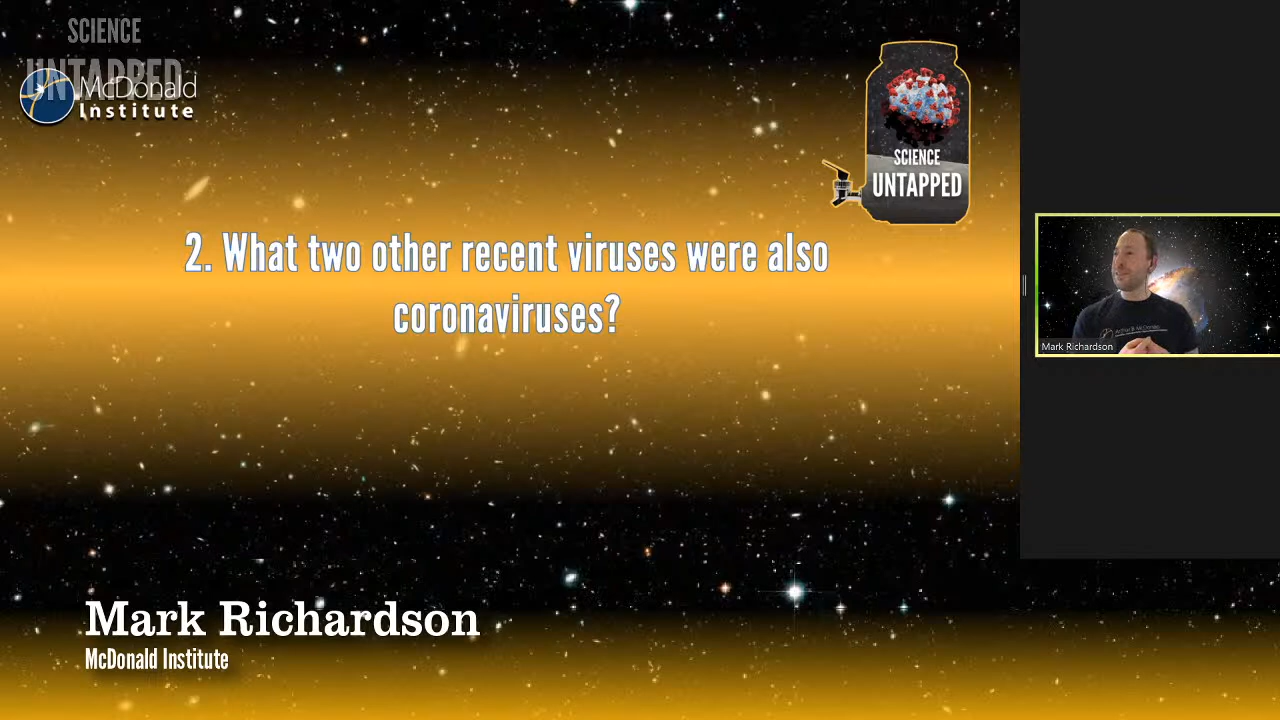 SCIENCE
UNTAPPED
McDonald
Institute
SCIENCE
UNTAPPED
2. What two other recent viruses were also
coronaviruses?
Mark Richardson
Mark Richardson
McDonald Institute